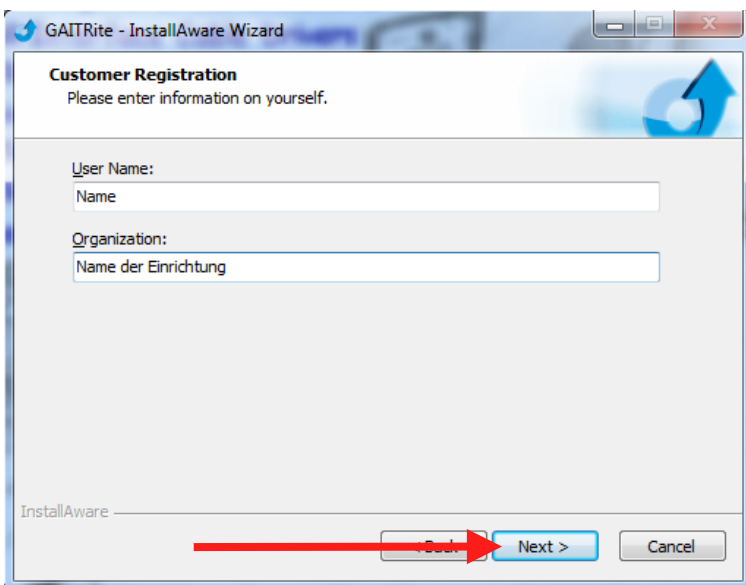 GAITRite - InstallAware Wizard
Customer Registration
Please enter information on yourself.
User Name:
Name
Organization:
Name der Einrichtung
InstallAware
< Back
Next >
Cancel